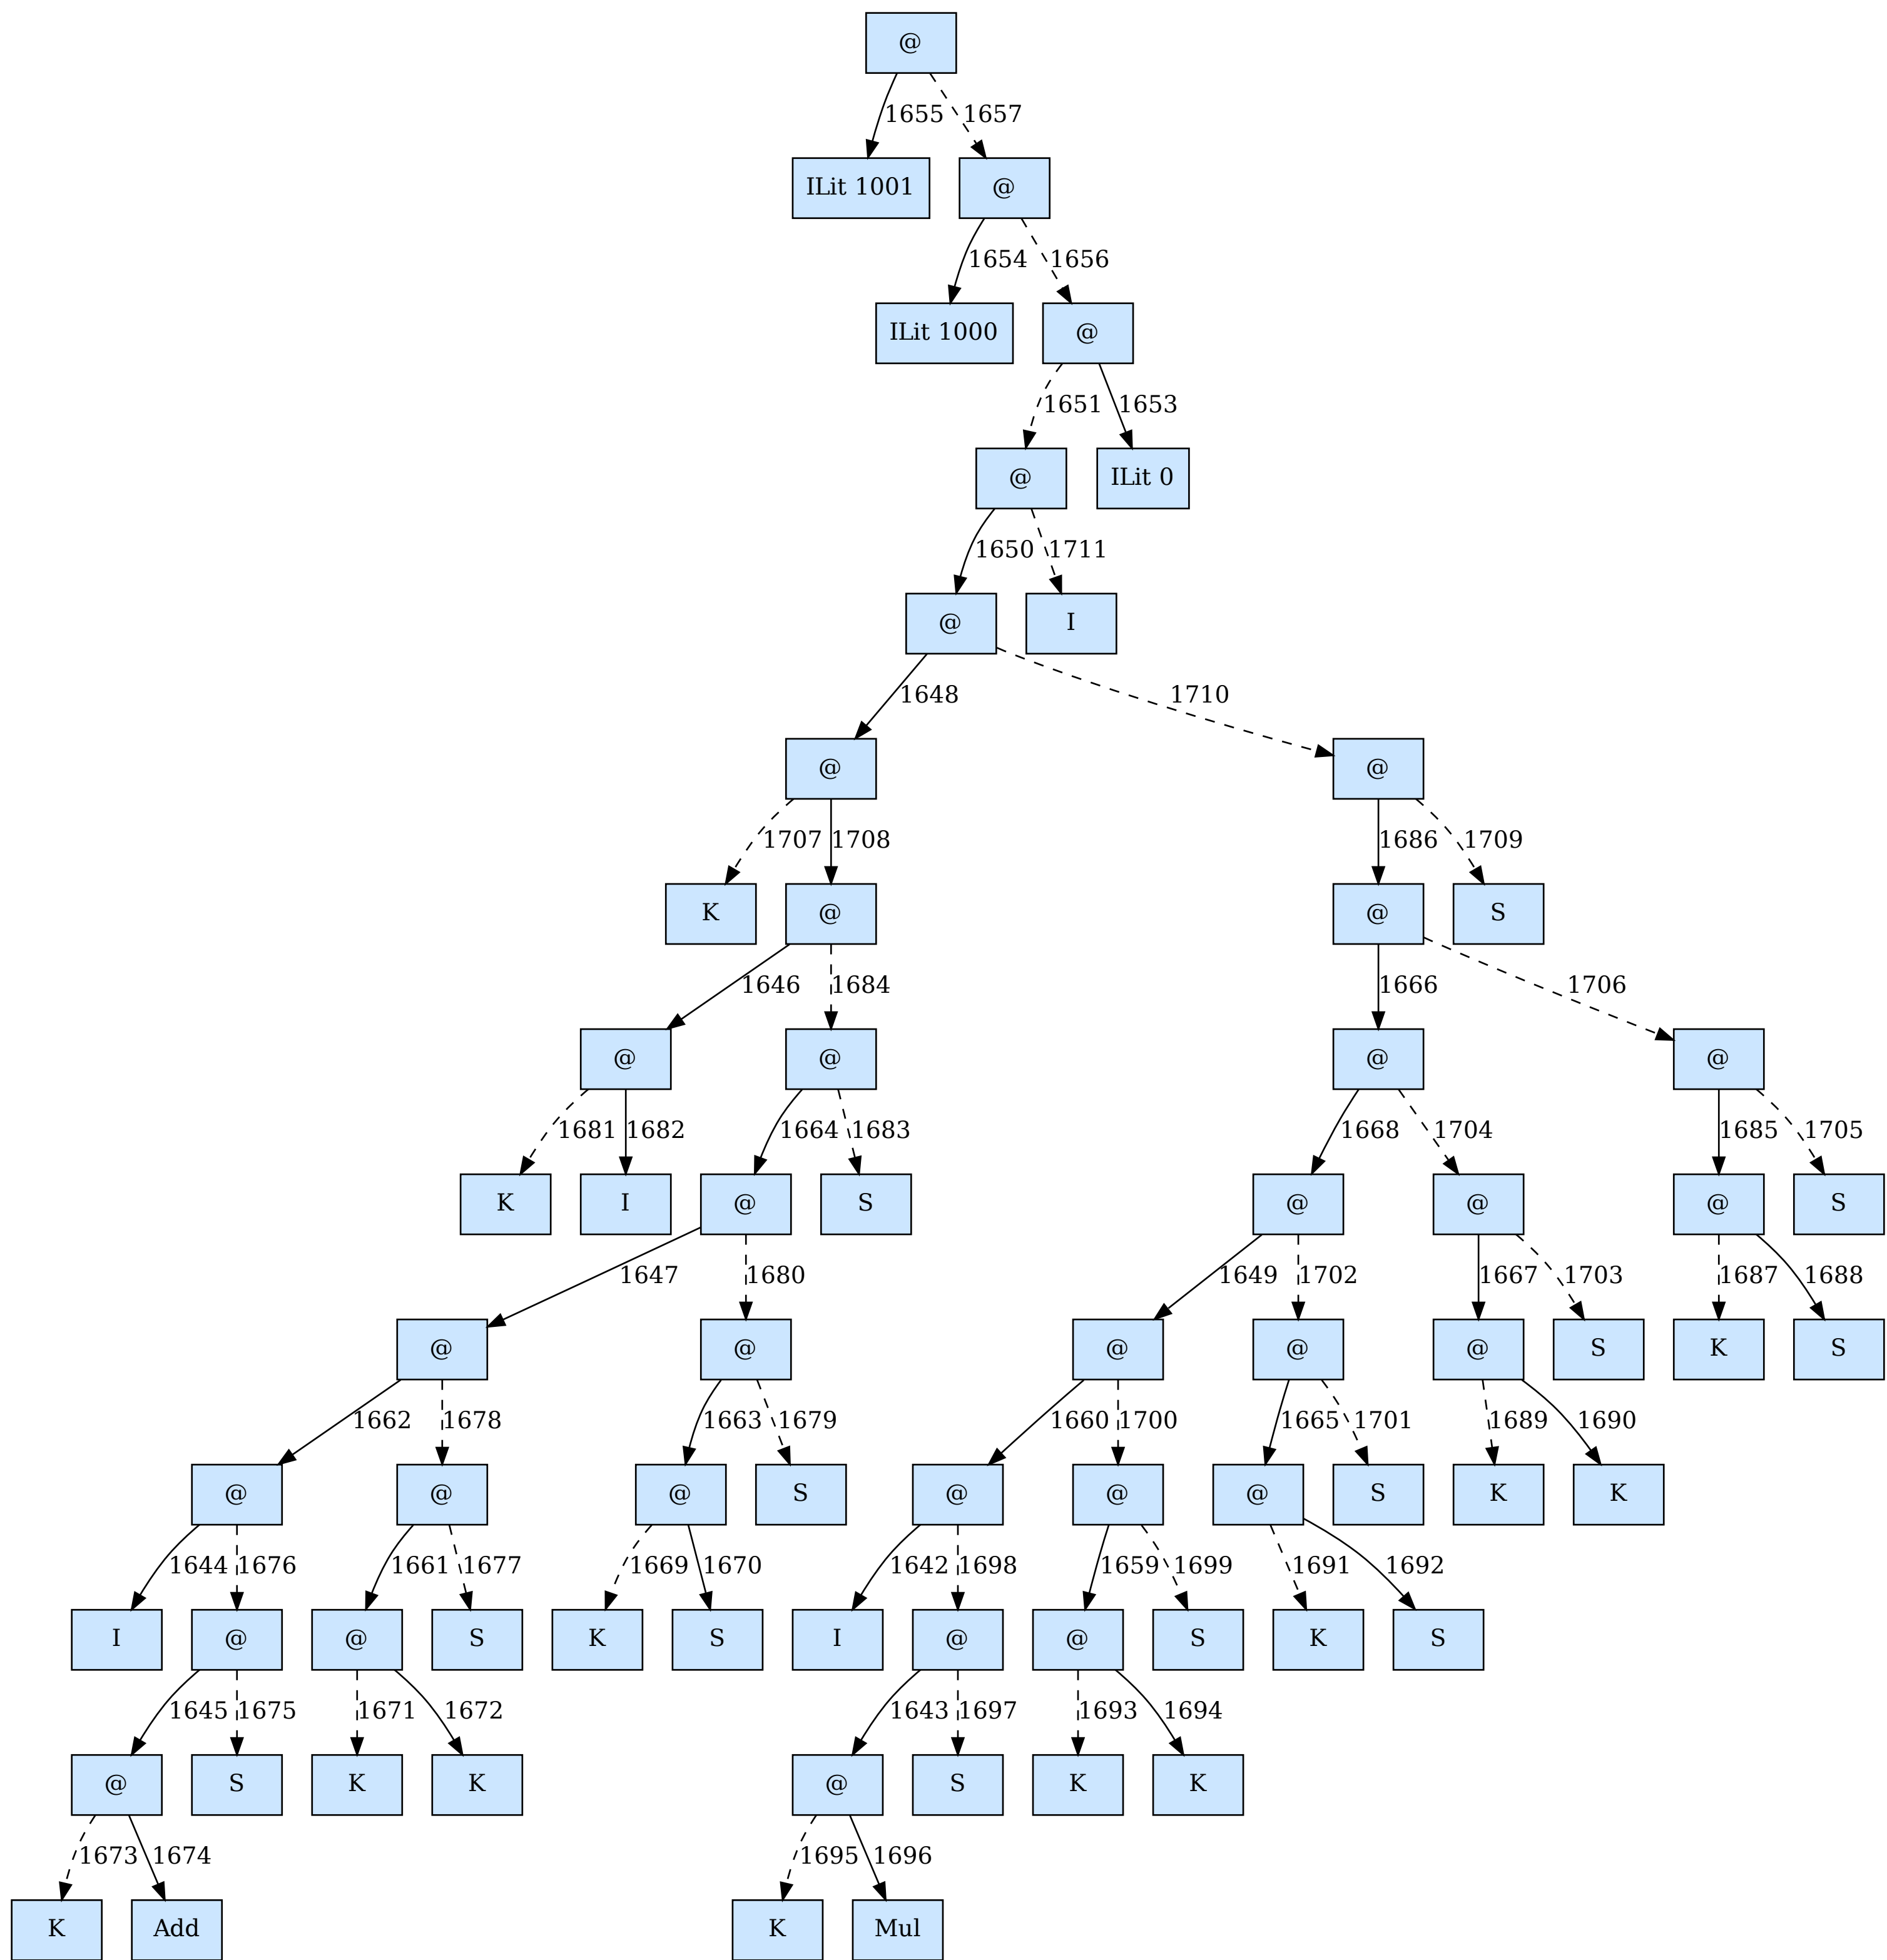 @
1655 1657
ILit 1001 @
1654 1656
ILit 1000 @
1651 1653
@ ILit 0
1650 1711
@ I
1648 1710
@ @
1707 1708 1686 1709
K @ @ S
1646 1684 1666 1706
@ @ @ @
1681 1682 1664 1683 1668 1704 1685 1705
K I @ S @ @ @ S
1647 1680 1649 1702 1667 1703 1687 1688
@ @ @ @ @ S K S
1662 1678 1663 1679 1660 1700 1665 1701 1689 1690
@ @ @ S @ @ @ S K K
1644 1676 1661 1677 1669 1670 1642 1698 1659 1699 1691 1692
I @ @ S K S I @ @ S K S
1645 1675 1671 1672 1643 1697 1693 1694
@ S K K @ S K K
1673 1674 1695 1696
K Add K Mul